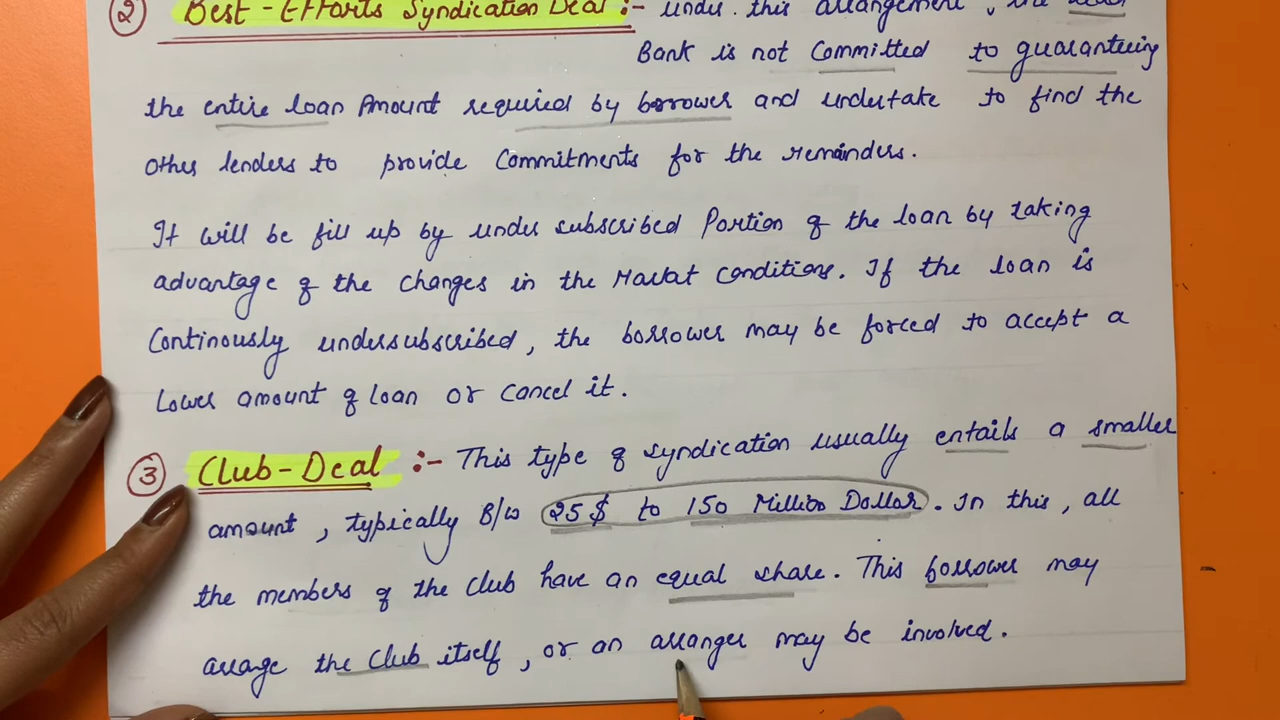 ② Best-Efforts Syndication Deal :- under this arrangement, the
Bank is not Committed to guaranteeing
the entire loan Amount required by borrower and undertake to find the
other lenders to provide Commitments for the remainders.
It will be fill up by under subscribed Portion of the loan by taking
advantage of the changes in the Market Conditions. If the loan is
Continously undersubscribed, the borrower may be forced to accept a
Lower amount of loan or Cancel it.
③ Club-Deal :- This type of syndication usually entails a smaller
amount, typically B/w 25$ to 150 Million Dollar. In this, all
the members of the club have an equal share. This borrower may
arrage the Club itself, or an arranger may be involved.